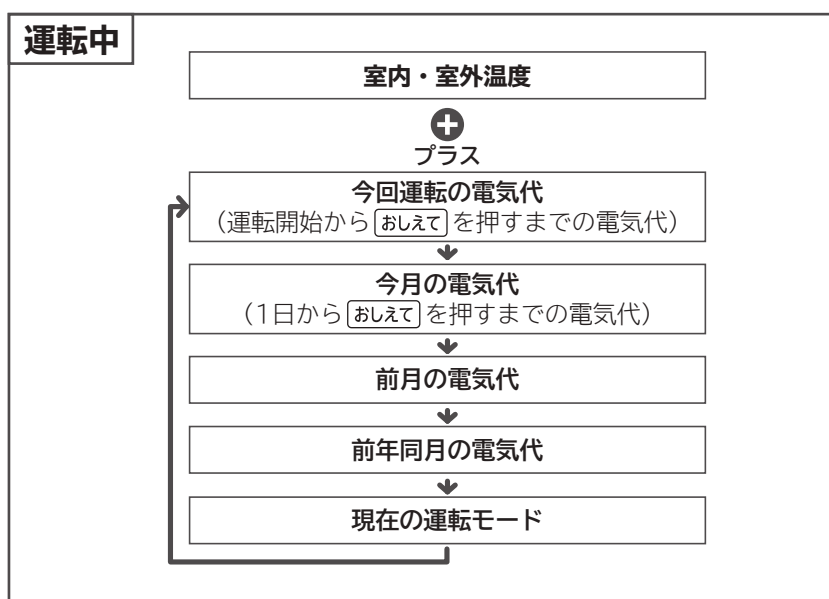 運転中
室内・室外温度
プラス
今回運転の電気代
（運転開始から おしえて を押すまでの電気代）
今月の電気代
（1日から おしえて を押すまでの電気代）
前月の電気代
前年同月の電気代
現在の運転モード